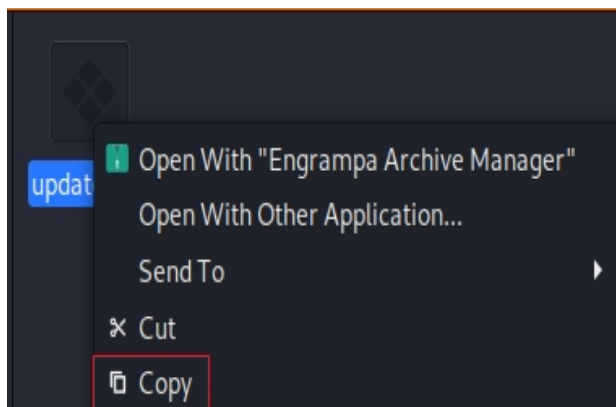 Open With "Engrampa Archive Manager"
updat
Open With Other Application...
Send To
Cut
Copy